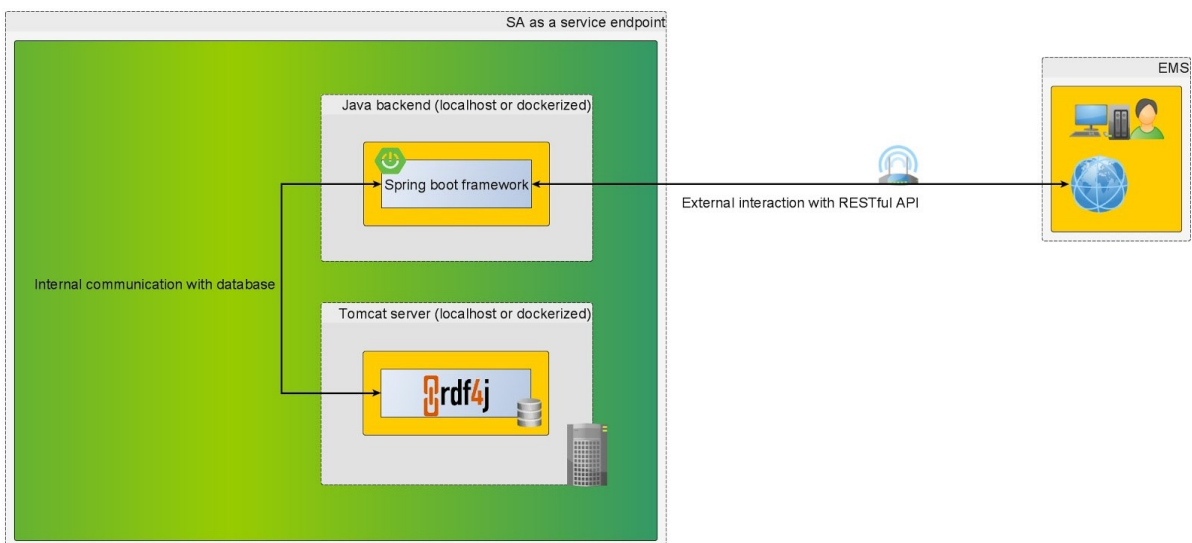 SA as a service endpoint
EMS
Java backend (localhost or dockerized)
Spring boot framework
External interaction with RESTful API
Internal communication with database
Tomcat server (localhost or dockerized)
rdf4j